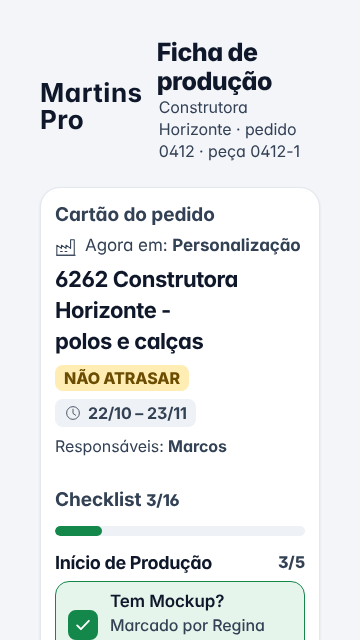 Martins
Pro
Ficha de
produção
Construtora
Horizonte · pedido
0412 · peça 0412-1
Cartão do pedido
Agora em: Personalização
6262 Construtora
Horizonte -
polos e calças
NÃO ATRASAR
22/10 – 23/11
Responsáveis: Marcos
Checklist 3/16
Início de Produção 3/5
Tem Mockup?
Marcado por Regina